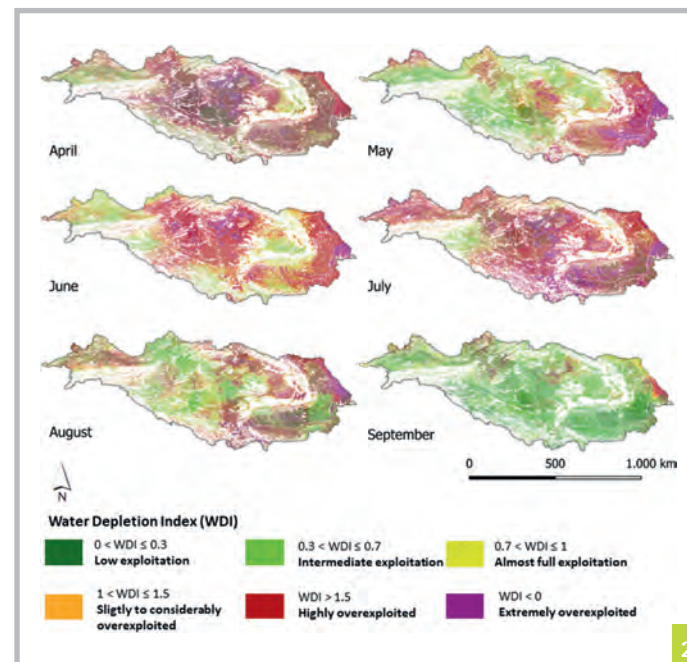 April
May
June
July
August
September
0 500 1.000 km
N
Water Depletion Index (WDI)
0 < WDI ≤ 0.3
Low exploitation
0.3 < WDI ≤ 0.7
Intermediate exploitation
0.7 < WDI ≤ 1
Almost full exploitation
1 < WDI ≤ 1.5
Sligtly to considerably
overexploited
WDI > 1.5
Highly overexploited
WDI < 0
Extremely overexploited
2